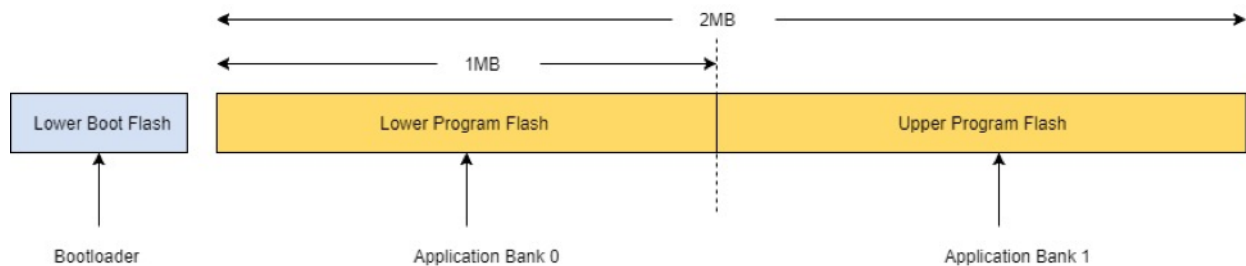 2MB
1MB
Lower Boot Flash
Lower Program Flash
Upper Program Flash
Bootloader
Application Bank 0
Application Bank 1